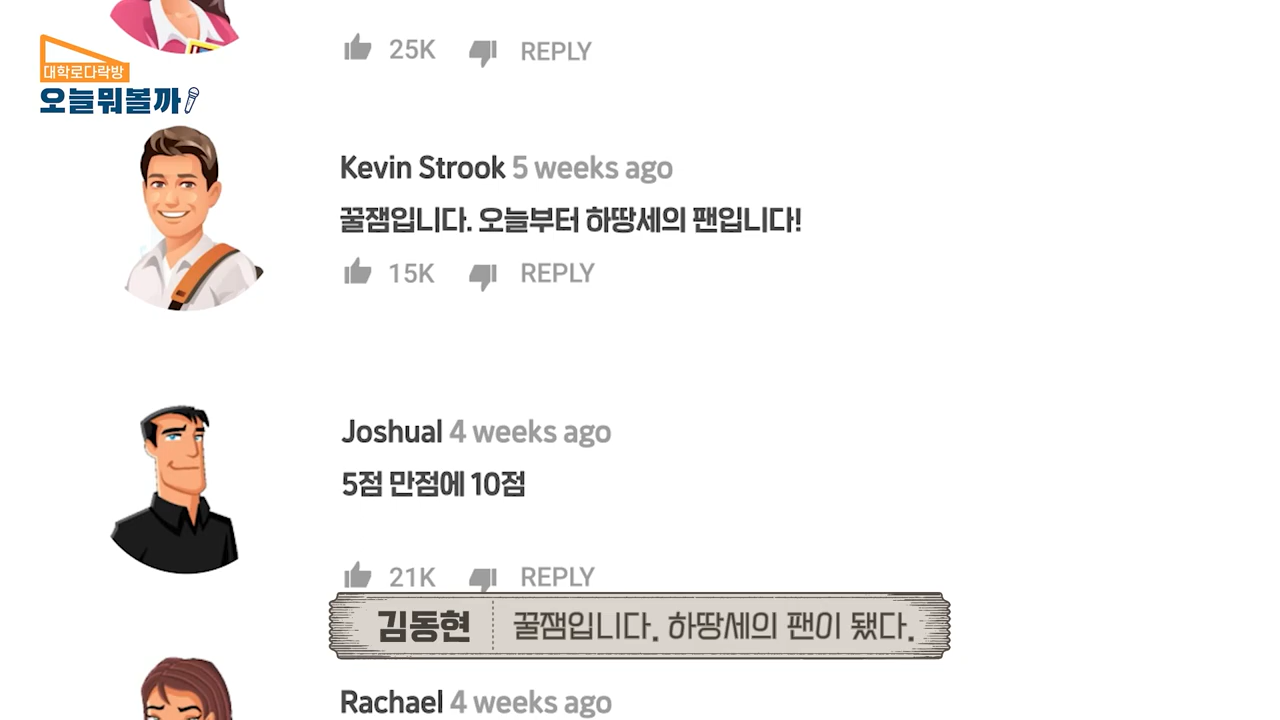 25K REPLY
대학로다락방
오늘뭐볼까
Kevin Strook 5 weeks ago
꿀잼입니다. 오늘부터 하땅세의 팬입니다!
15K REPLY
Joshual 4 weeks ago
5점 만점에 10점
21K REPLY
김동현 꿀잼입니다. 하땅세의 팬이 됐다.
Rachael 4 weeks ago